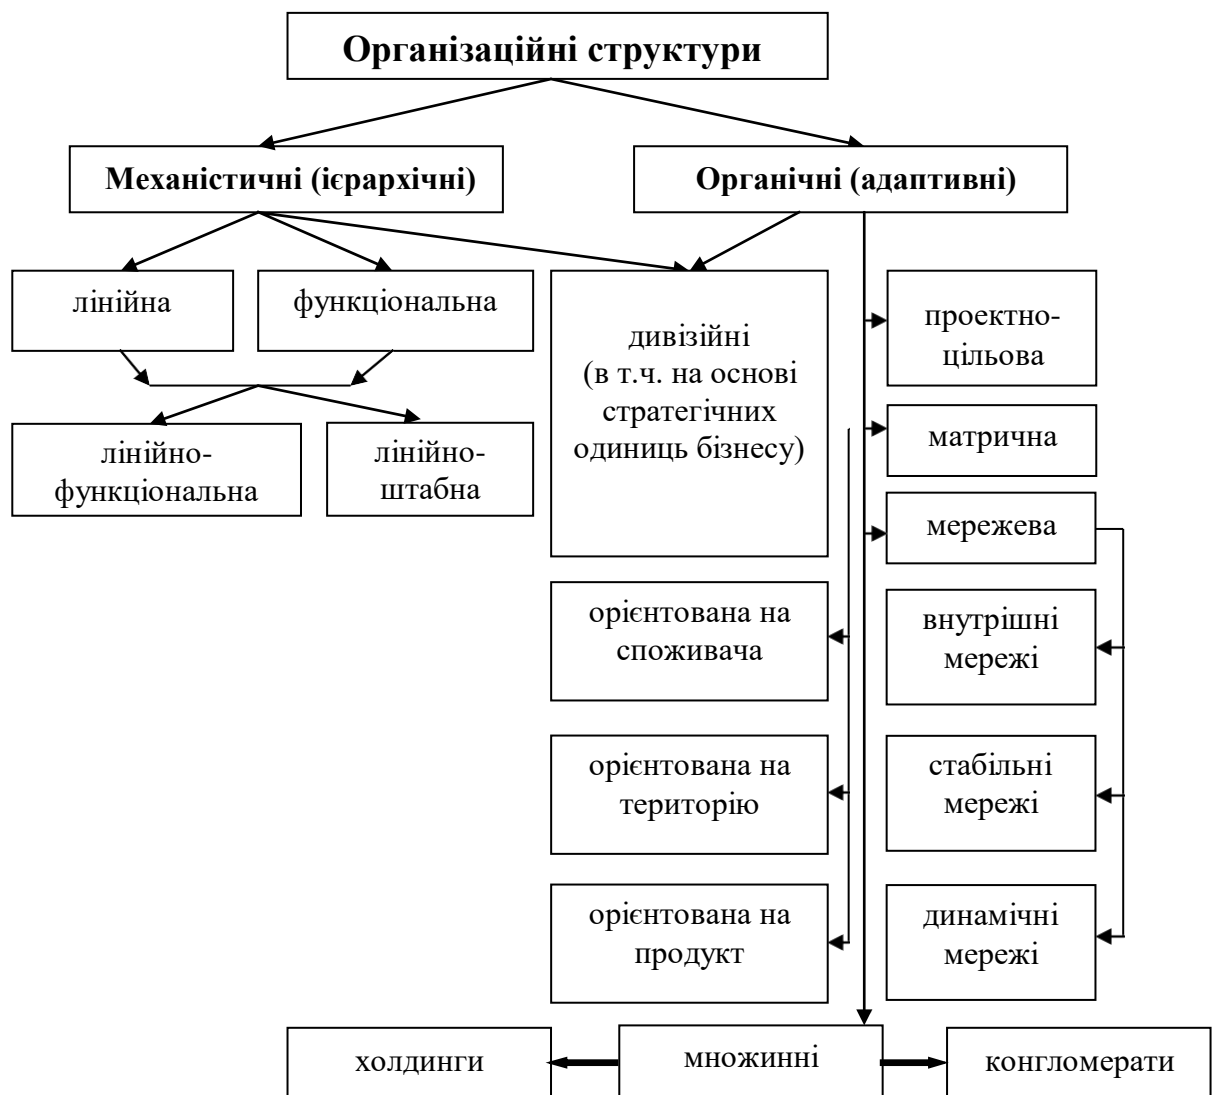 Організаційні структури
Механістичні (ієрархічні)
Органічні (адаптивні)
лінійна
функціональна
дивізійні
(в т.ч. на основі
стратегічних
одиниць бізнесу)
проектно-
цільова
матрична
лінійно-
функціональна
лінійно-
штабна
мережева
орієнтована на
споживача
внутрішні
мережі
орієнтована на
територію
стабільні
мережі
орієнтована на
продукт
динамічні
мережі
холдинги
множинні
конгломерати